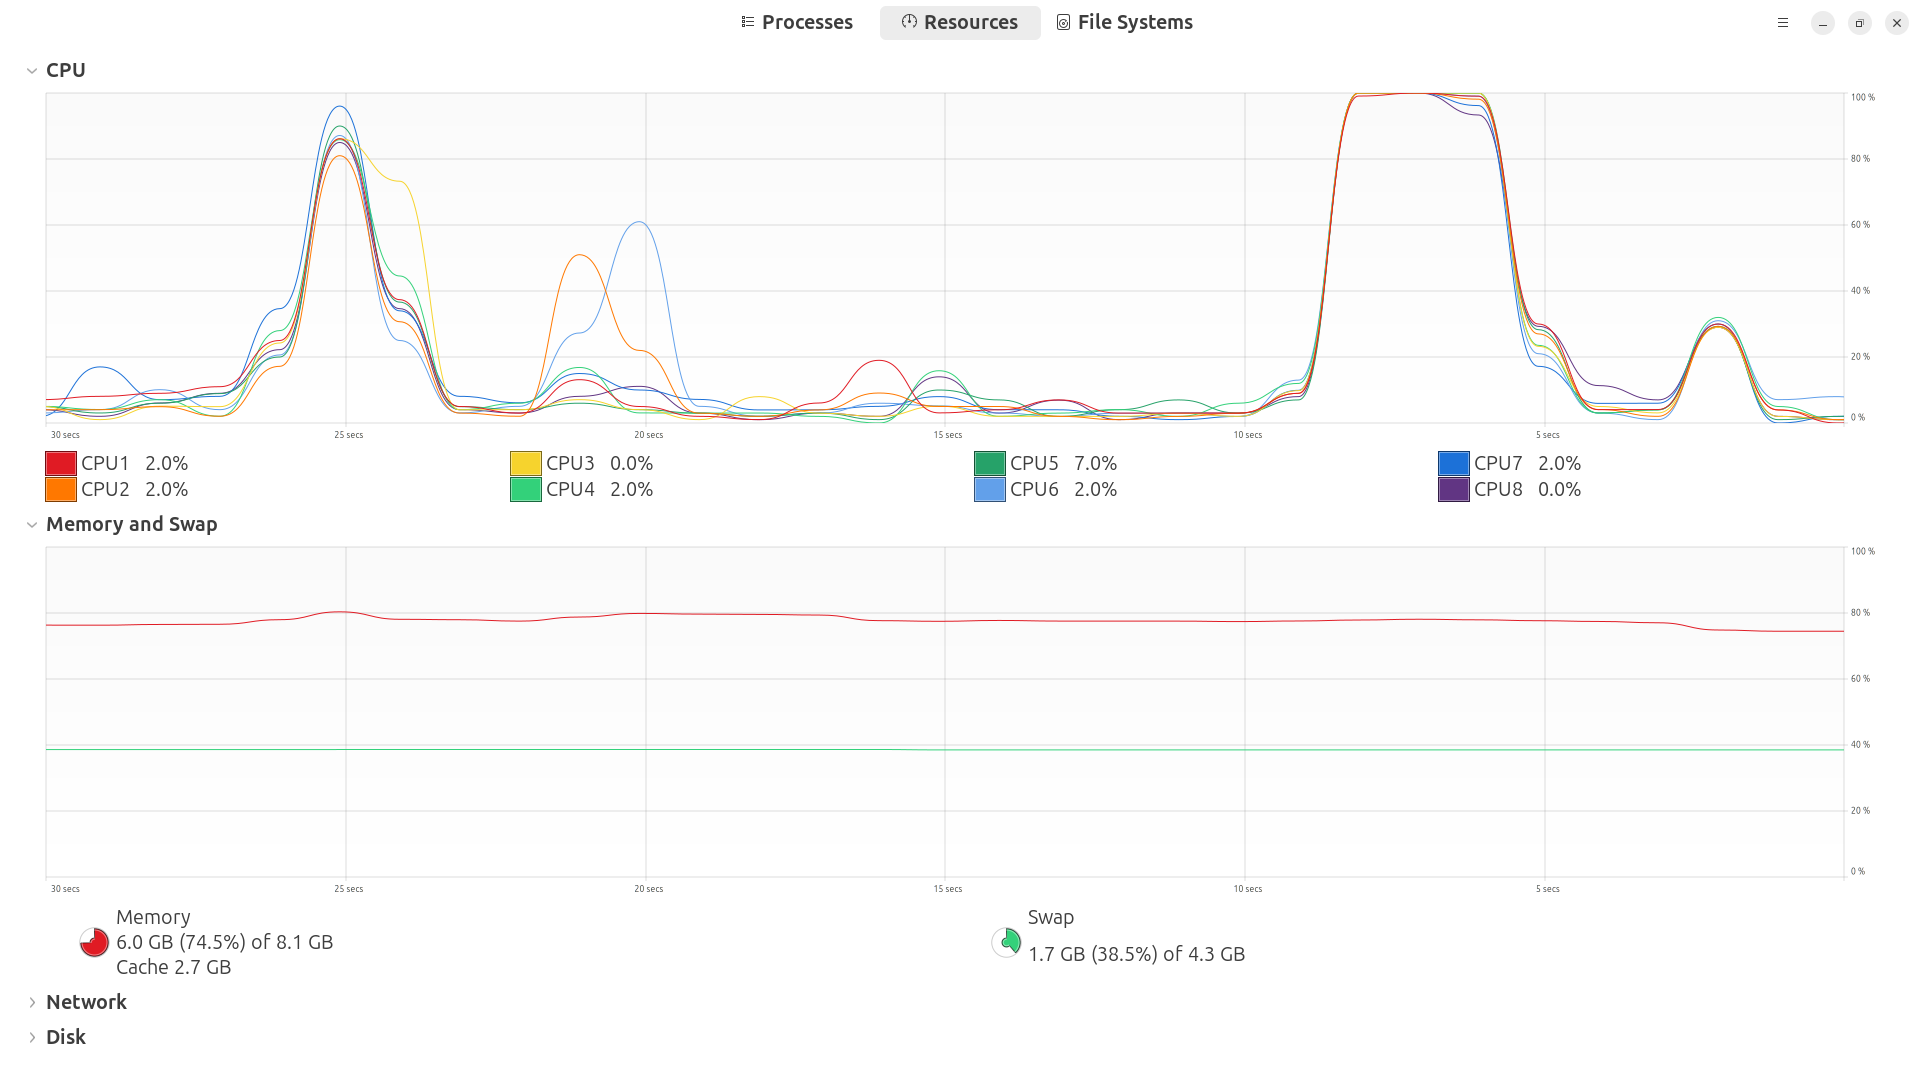 Processes
Resources
File Systems
CPU
100 %
80 %
60 %
40 %
20 %
0 %
30 secs 25 secs 20 secs 15 secs 10 secs 5 secs
CPU1 2.0% CPU3 0.0% CPU5 7.0% CPU7 2.0%
CPU2 2.0% CPU4 2.0% CPU6 2.0% CPU8 0.0%
Memory and Swap
100 %
80 %
60 %
40 %
20 %
0 %
30 secs 25 secs 20 secs 15 secs 10 secs 5 secs
Memory
6.0 GB (74.5%) of 8.1 GB
Cache 2.7 GB
Swap
1.7 GB (38.5%) of 4.3 GB
Network
Disk